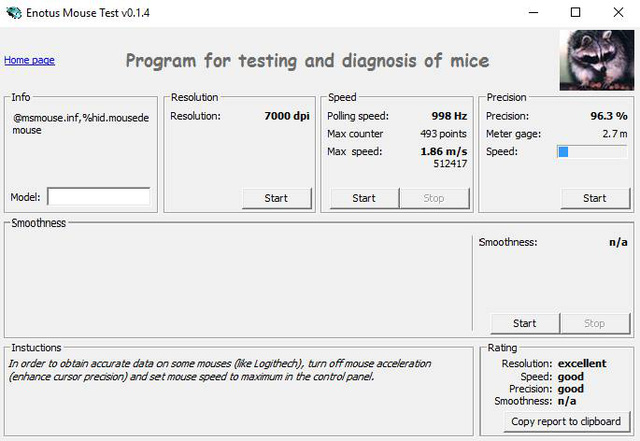 Enotus Mouse Test v0.1.4
Home page
Program for testing and diagnosis of mice
Info
@msmouse.inf,%hid.mousede
mouse
Model:
Resolution
Resolution: 7000 dpi
Start
Speed
Polling speed: 998 Hz
Max counter 493 points
Max speed: 1.86 m/s
512417
Start Stop
Precision
Precision: 96.3 %
Meter gage: 2.7 m
Speed:
Start
Smoothness
Smoothness: n/a
Start Stop
Instuctions
In order to obtain accurate data on some mouses (like Logithech), turn off mouse acceleration
(enhance cursor precision) and set mouse speed to maximum in the control panel.
Rating
Resolution: excellent
Speed: good
Precision: good
Smoothness: n/a
Copy report to clipboard